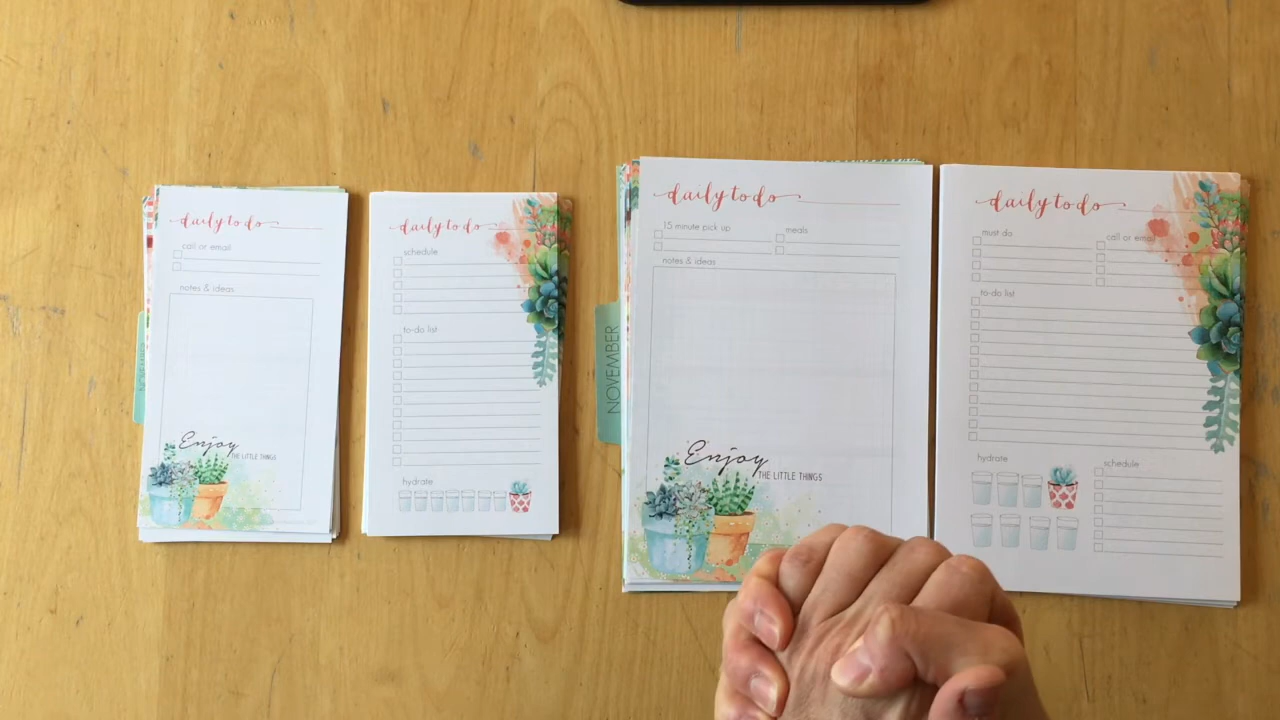 daily to do
call or email
notes & ideas
Enjoy
THE LITTLE THINGS
NOVEMBER
daily to do
schedule
to-do list
hydrate
daily to do
15 minute pick up
meals
notes & ideas
Enjoy
THE LITTLE THINGS
NOVEMBER
daily to do
must do
call or email
to-do list
hydrate
schedule